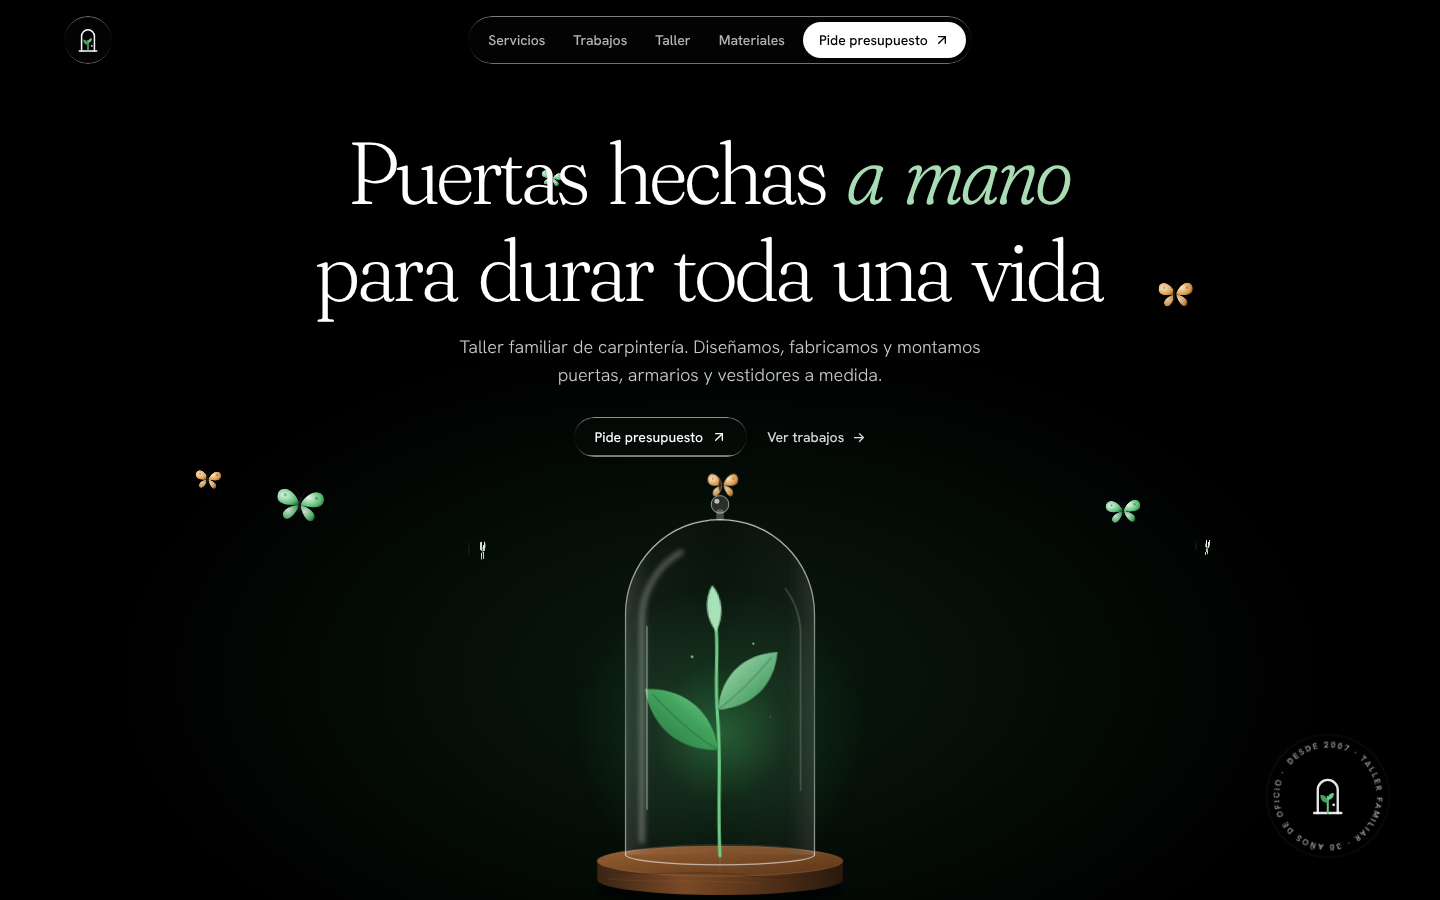 Servicios
Trabajos
Taller
Materiales
Pide presupuesto
Puertas hechas a mano
para durar toda una vida
Taller familiar de carpintería. Diseñamos, fabricamos y montamos
puertas, armarios y vestidores a medida.
Pide presupuesto
Ver trabajos
DESDE 2007 · TALLER FAMILIAR · 30 AÑOS DE OFICIO ·